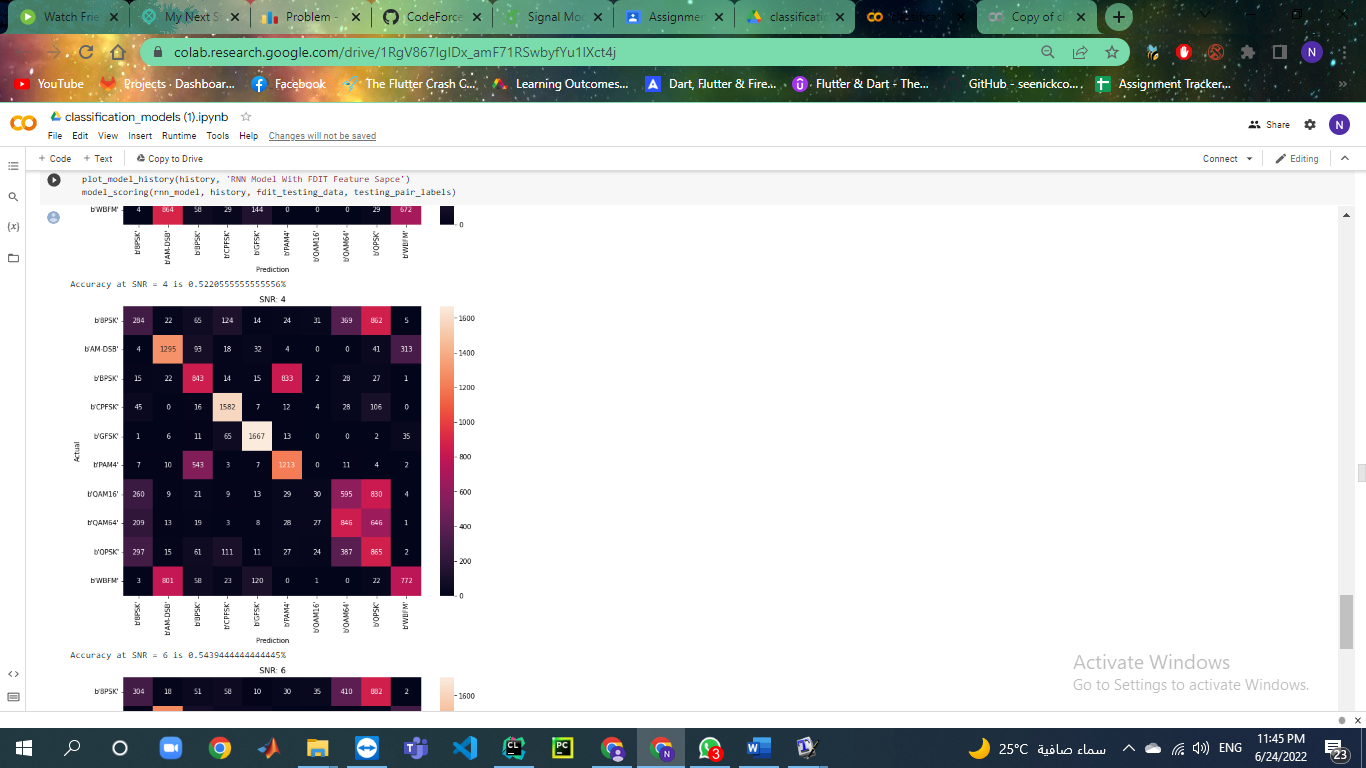 Watch Frie
My Next S
Problem -
CodeForce
Signal Mo
Assignmen
classificatio
Copy of cl
colab.research.google.com/drive/1RgV867IgIDx_amF71RSwbyfYu1IXct4j
N
YouTube
Projects · Dashboar...
Facebook
The Flutter Crash C...
Learning Outcomes...
Dart, Flutter & Fire...
Flutter & Dart - The...
GitHub - seenickco...
Assignment Tracker...
»
classification_models (1).ipynb
File Edit View Insert Runtime Tools Help Changes will not be saved
Share
N
+ Code + Text Copy to Drive
Connect
Editing
plot_model_history(history, 'RNN Model With FDIT Feature Sapce')
model_scoring(rnn_model, history, fdit_testing_data, testing_pair_labels)
b'WBFM' 4 864 58 29 144 0 0 0 29 672 0
b'8PSK' b'AM-DSB' b'BPSK' b'CPFSK' b'GFSK' b'PAM4' b'QAM16' b'QAM64' b'QPSK' b'WBFM'
Prediction
Accuracy at SNR = 4 is 0.5220555555555556%
SNR: 4
b'8PSK' 284 22 65 124 14 24 31 369 862 5
b'AM-DSB' 4 1295 93 18 32 4 0 0 41 313
b'BPSK' 15 22 843 14 15 833 2 28 27 1
b'CPFSK' 45 0 16 1582 7 12 4 28 106 0
b'GFSK' 1 6 11 65 1667 13 0 0 2 35
b'PAM4' 7 10 543 3 7 1213 0 11 4 2
b'QAM16' 260 9 21 9 13 29 30 595 830 4
b'QAM64' 209 13 19 3 8 28 27 846 646 1
b'QPSK' 297 15 61 111 11 27 24 387 865 2
b'WBFM' 3 801 58 23 120 0 1 0 22 772
Actual
1600
1400
1200
1000
800
600
400
200
0
b'8PSK' b'AM-DSB' b'BPSK' b'CPFSK' b'GFSK' b'PAM4' b'QAM16' b'QAM64' b'QPSK' b'WBFM'
Prediction
Accuracy at SNR = 6 is 0.5439444444444445%
SNR: 6
b'8PSK' 304 18 51 58 10 30 35 410 882 2
1600
Activate Windows
Go to Settings to activate Windows.
25°C سماء صافية
ENG
11:45 PM
6/24/2022
3
23